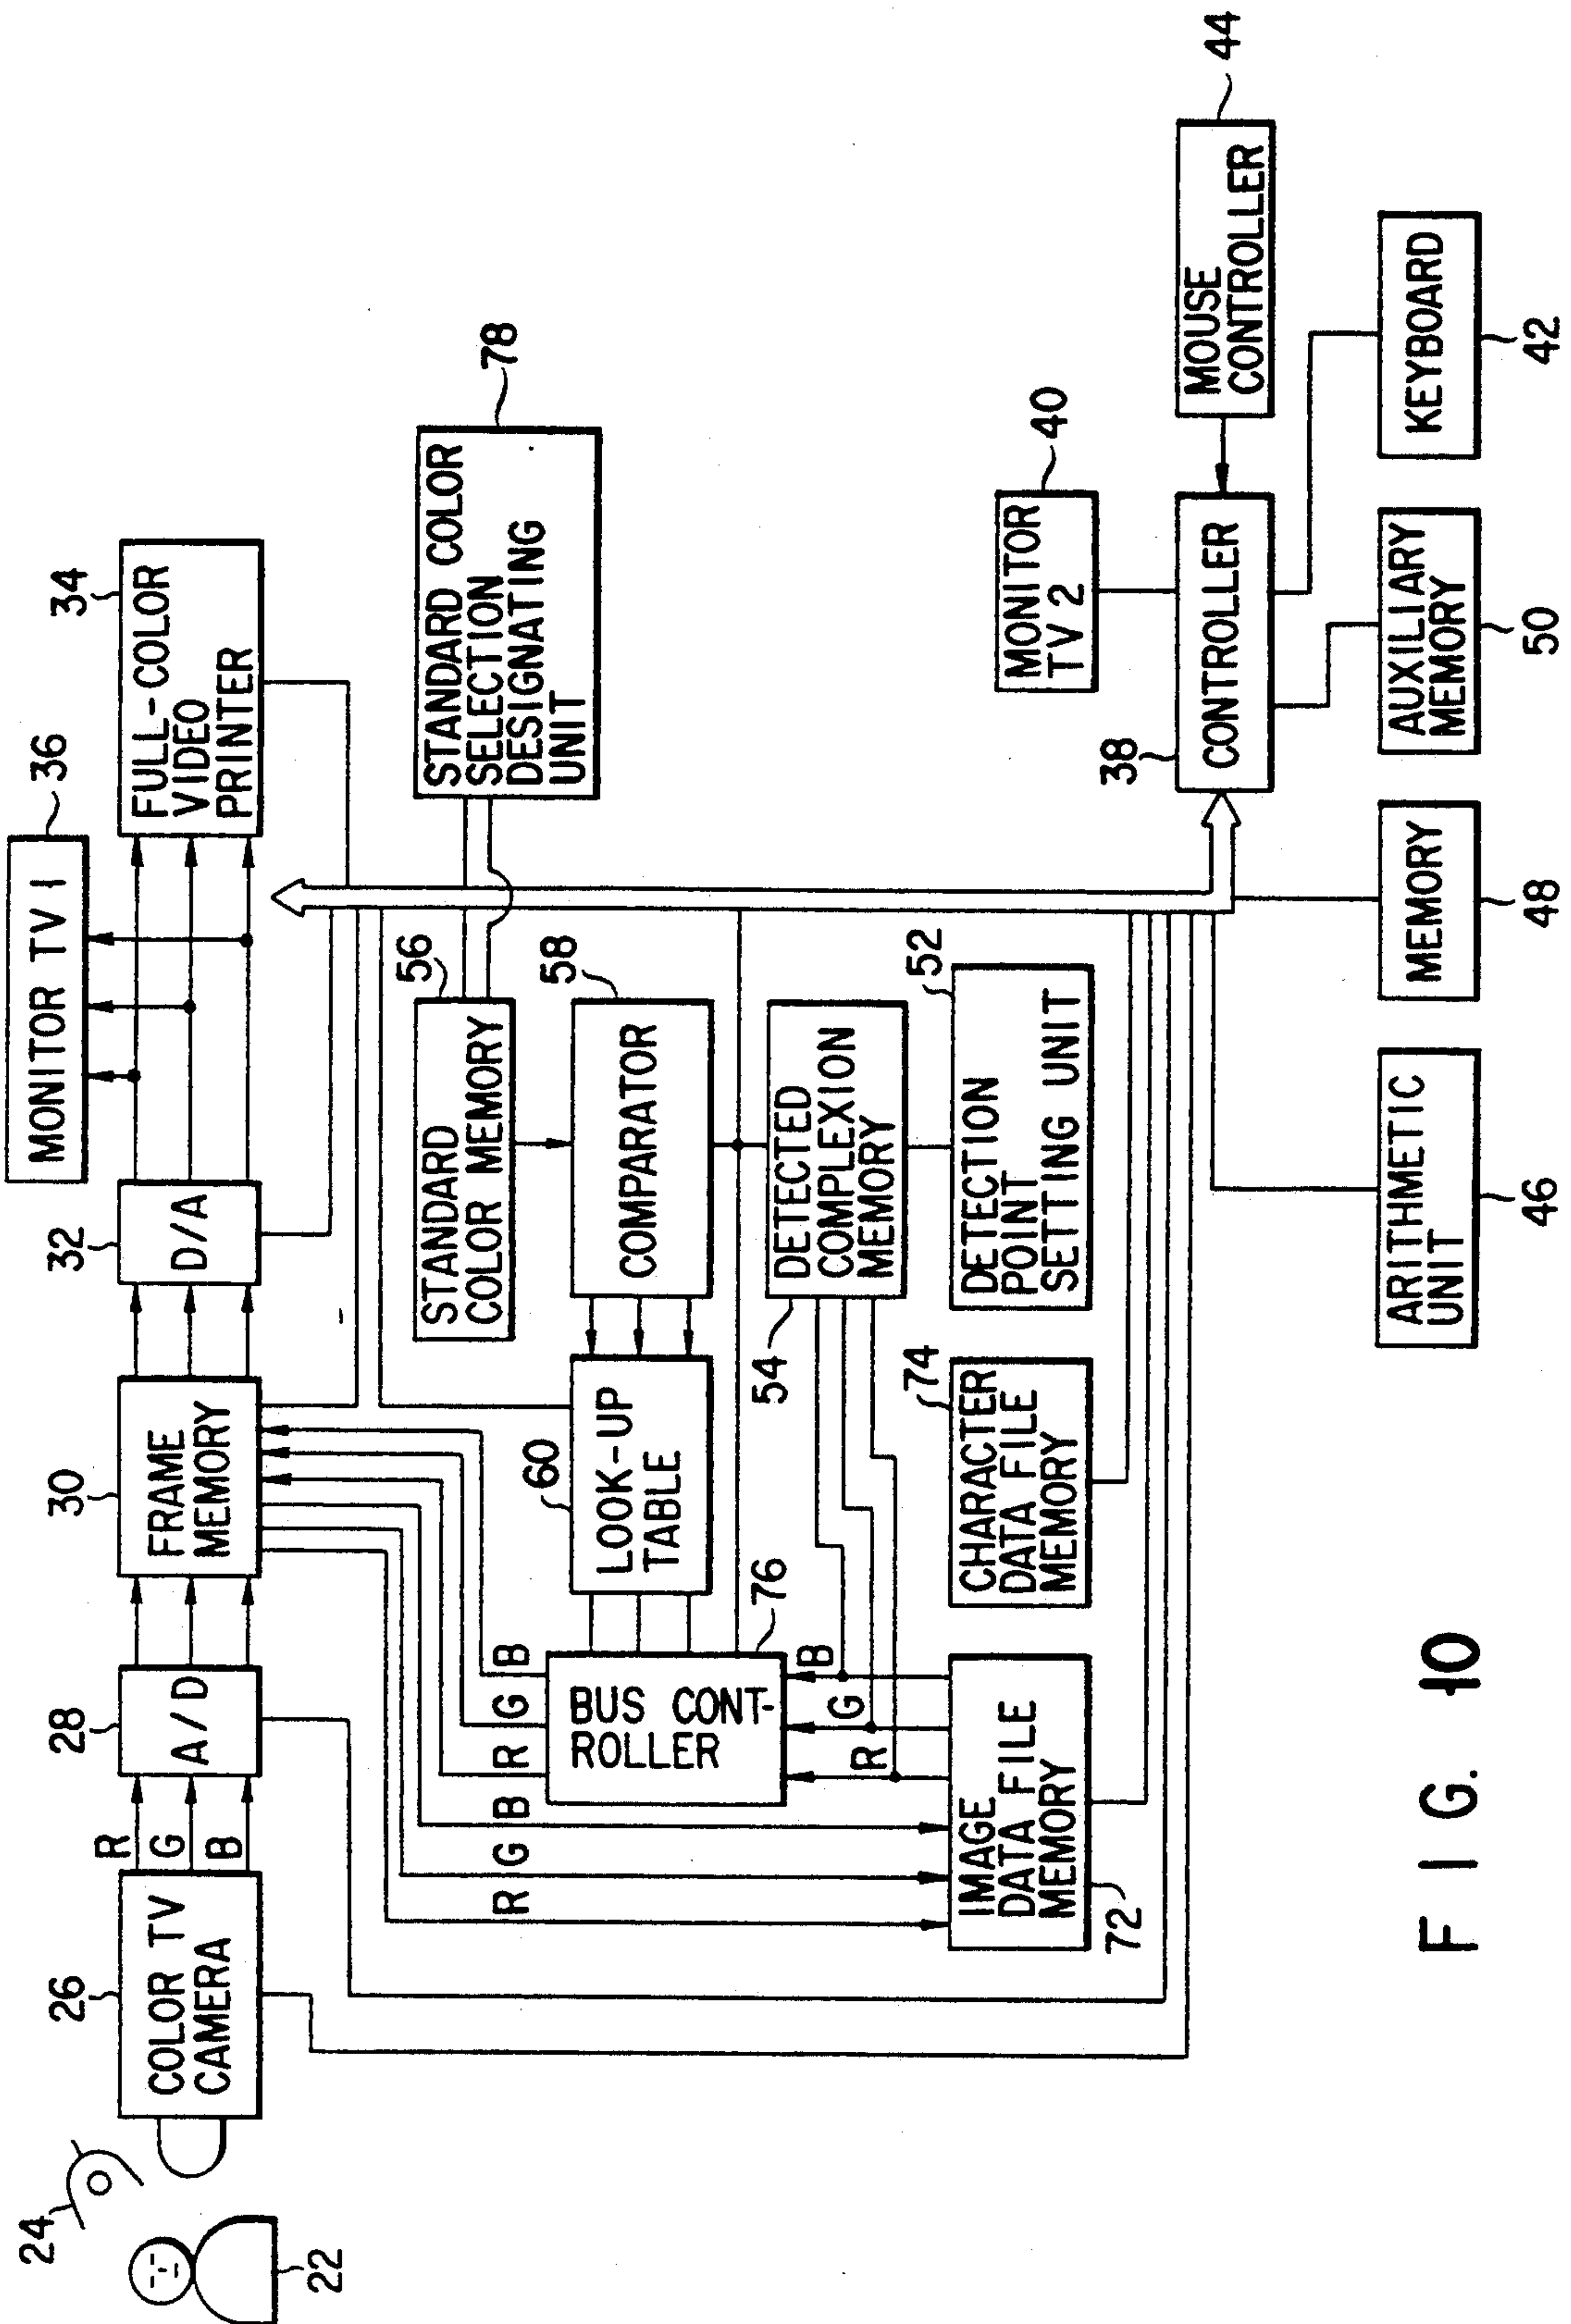 24
22
26
COLOR TV
CAMERA
R
G
B
28
A/D
30
FRAME
MEMORY
32
D/A
MONITOR TV 1
36
34
FULL-COLOR
VIDEO
PRINTER
R
G
B
R
G
B
BUS CONT-
ROLLER
76
60
LOOK-UP
TABLE
STANDARD
COLOR MEMORY
56
STANDARD COLOR
SELECTION
DESIGNATING
UNIT
78
COMPARATOR
58
R
G
B
54
DETECTED
COMPLEXION
MEMORY
IMAGE
DATA FILE
MEMORY
72
CHARACTER
DATA FILE
MEMORY
74
DETECTION
POINT
SETTING UNIT
52
MONITOR
TV 2
40
38
CONTROLLER
MOUSE
CONTROLLER
44
ARITHMETIC
UNIT
46
MEMORY
48
AUXILIARY
MEMORY
50
KEYBOARD
42
FIG. 10